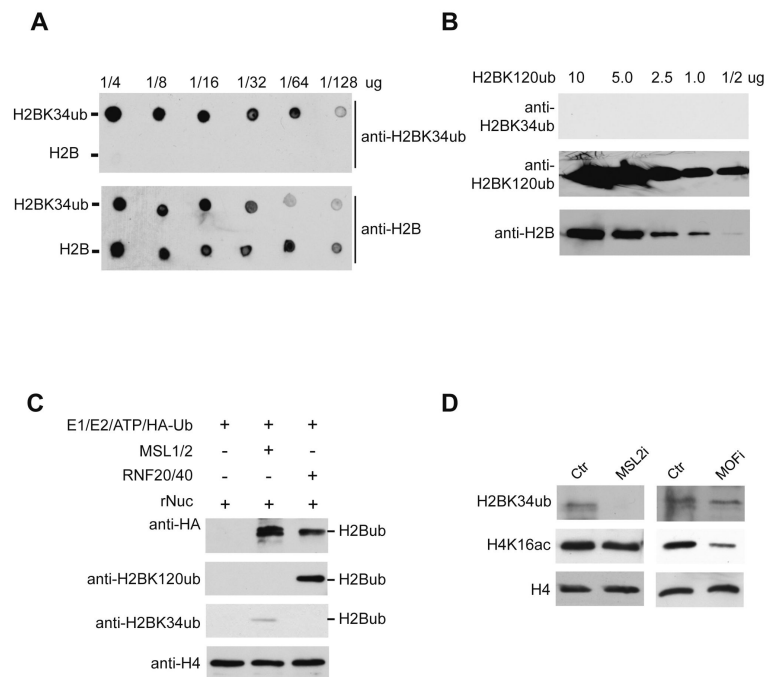 A
1/4 1/8 1/16 1/32 1/64 1/128 ug
H2BK34ub
H2B
anti-H2BK34ub
H2BK34ub
H2B
anti-H2B
B
H2BK120ub 10 5.0 2.5 1.0 1/2 ug
anti-
H2BK34ub
anti-
H2BK120ub
anti-H2B
C
E1/E2/ATP/HA-Ub + + +
MSL1/2 - + -
RNF20/40 - - +
rNuc + + +
anti-HA
H2Bub
anti-H2BK120ub
H2Bub
anti-H2BK34ub
H2Bub
anti-H4
D
Ctr MSL2i Ctr MOFi
H2BK34ub
H4K16ac
H4